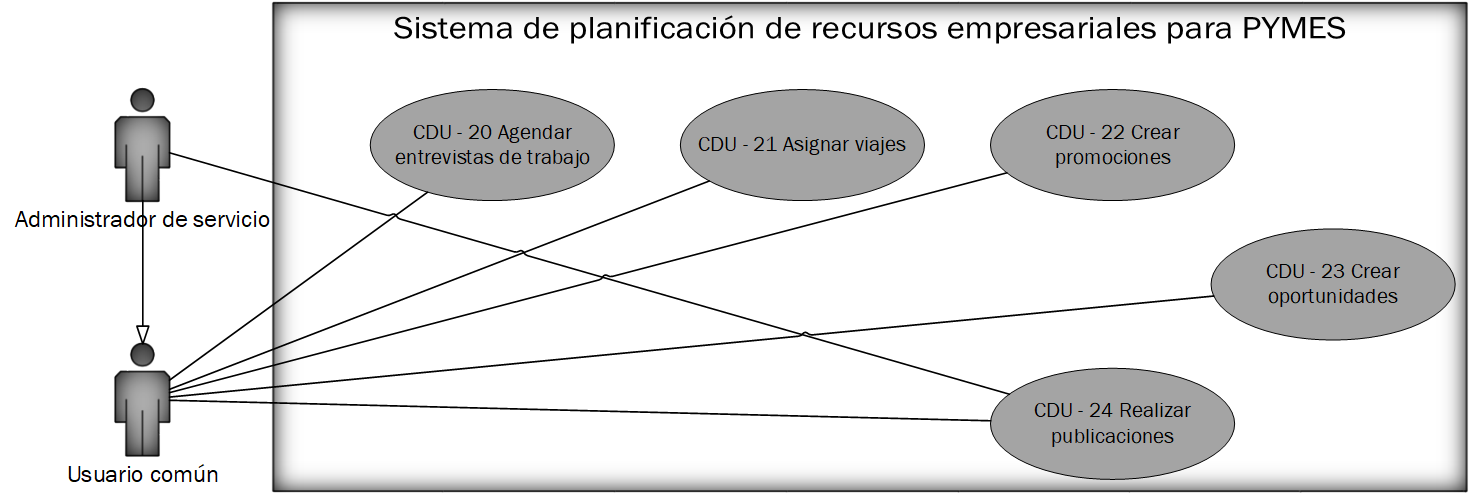 Sistema de planificación de recursos empresariales para PYMES
CDU - 20 Agendar
entrevistas de trabajo
CDU - 21 Asignar viajes
CDU - 22 Crear
promociones
Administrador de servicio
CDU - 23 Crear
oportunidades
CDU - 24 Realizar
publicaciones
Usuario común